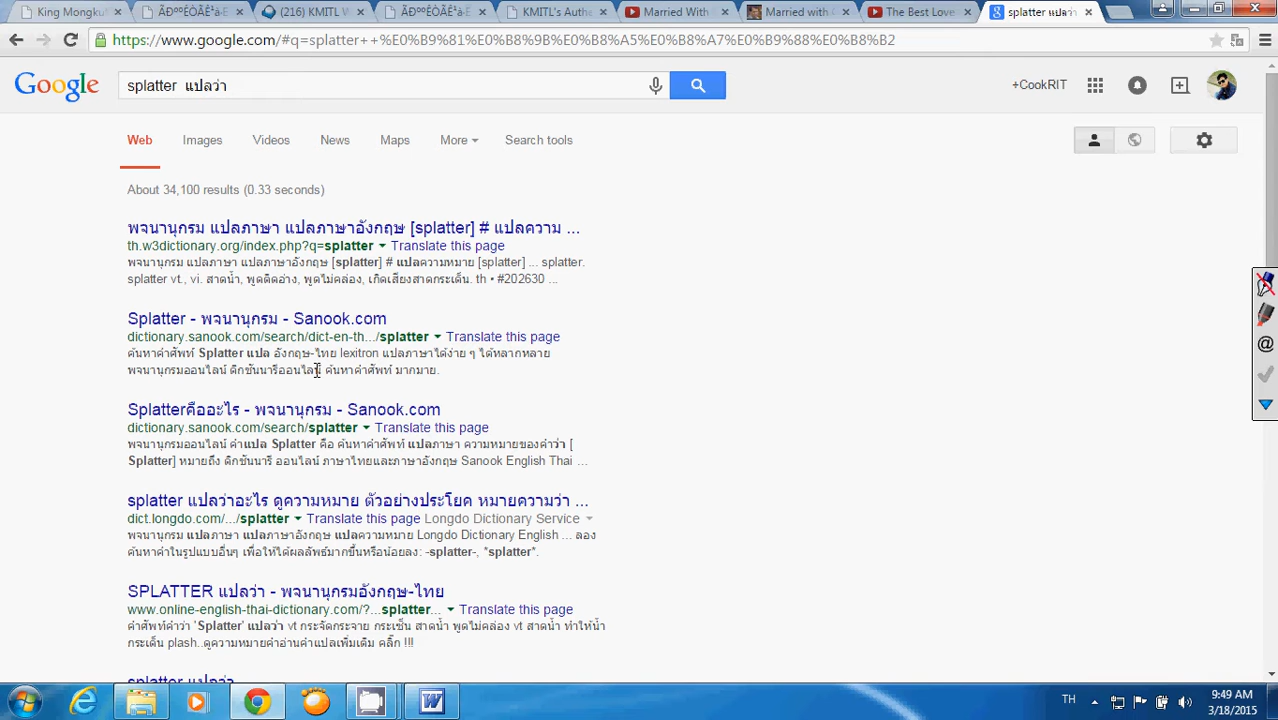 King Mongku
ÃÐººÊÒÃÊ¹à·È
(216) KMITL W
ÃÐººÊÒÃÊ¹à·È
KMITL's Authe
Married With
Married with
The Best Love
splatter แปลว่า
https://www.google.com/#q=splatter++%E0%B9%81%E0%B8%9B%E0%B8%A5%E0%B8%A7%E0%B9%88%E0%B8%B2
Google
splatter แปลว่า
+CookRIT
Web Images Videos News Maps More Search tools
About 34,100 results (0.33 seconds)
พจนานุกรม แปลภาษา แปลภาษาอังกฤษ [splatter] # แปลความ ...
th.w3dictionary.org/index.php?q=splatter Translate this page
พจนานุกรม แปลภาษา แปลภาษาอังกฤษ [splatter] # แปลความหมาย [splatter] ... splatter.
splatter vt., vi. สาดน้ำ, พูดติดอ่าง, พูดไม่คล่อง, เกิดเสียงสาดกระเด็น. th • #202630 ...
Splatter - พจนานุกรม - Sanook.com
dictionary.sanook.com/search/dict-en-th.../splatter Translate this page
ค้นหาคำศัพท์ Splatter แปล อังกฤษ-ไทย lexitron แปลภาษาได้ง่าย ๆ ได้หลากหลาย
พจนานุกรมออนไลน์ ดิกชันนารีออนไลน์ ค้นหาคำศัพท์ มากมาย.
Splatterคืออะไร - พจนานุกรม - Sanook.com
dictionary.sanook.com/search/splatter Translate this page
พจนานุกรมออนไลน์ คำแปล Splatter คือ ค้นหาคำศัพท์ แปลภาษา ความหมายของคำว่า [
Splatter] หมายถึง ดิกชันนารี ออนไลน์ ภาษาไทยและภาษาอังกฤษ Sanook English Thai ...
splatter แปลว่าอะไร ดูความหมาย ตัวอย่างประโยค หมายความว่า ...
dict.longdo.com/.../splatter Translate this page Longdo Dictionary Service
พจนานุกรม แปลภาษา แปลภาษาอังกฤษ แปลความหมาย Longdo Dictionary English ... ลอง
ค้นหาคำในรูปแบบอื่นๆ เพื่อให้ได้ผลลัพธ์มากขึ้นหรือน้อยลง: -splatter-, *splatter*.
SPLATTER แปลว่า - พจนานุกรมอังกฤษ-ไทย
www.online-english-thai-dictionary.com/?...splatter... Translate this page
คำศัพท์คำว่า 'Splatter' แปลว่า vt กระจัดกระจาย กระเซ็น สาดน้ำ พูดไม่คล่อง vt สาดน้ำ ทำให้น้ำ
กระเด็น plash..ดูความหมายคำอ่านคำแปลเพิ่มเติม คลิ๊ก !!!
splatter แปลว่า
TH
9:49 AM
3/18/2015